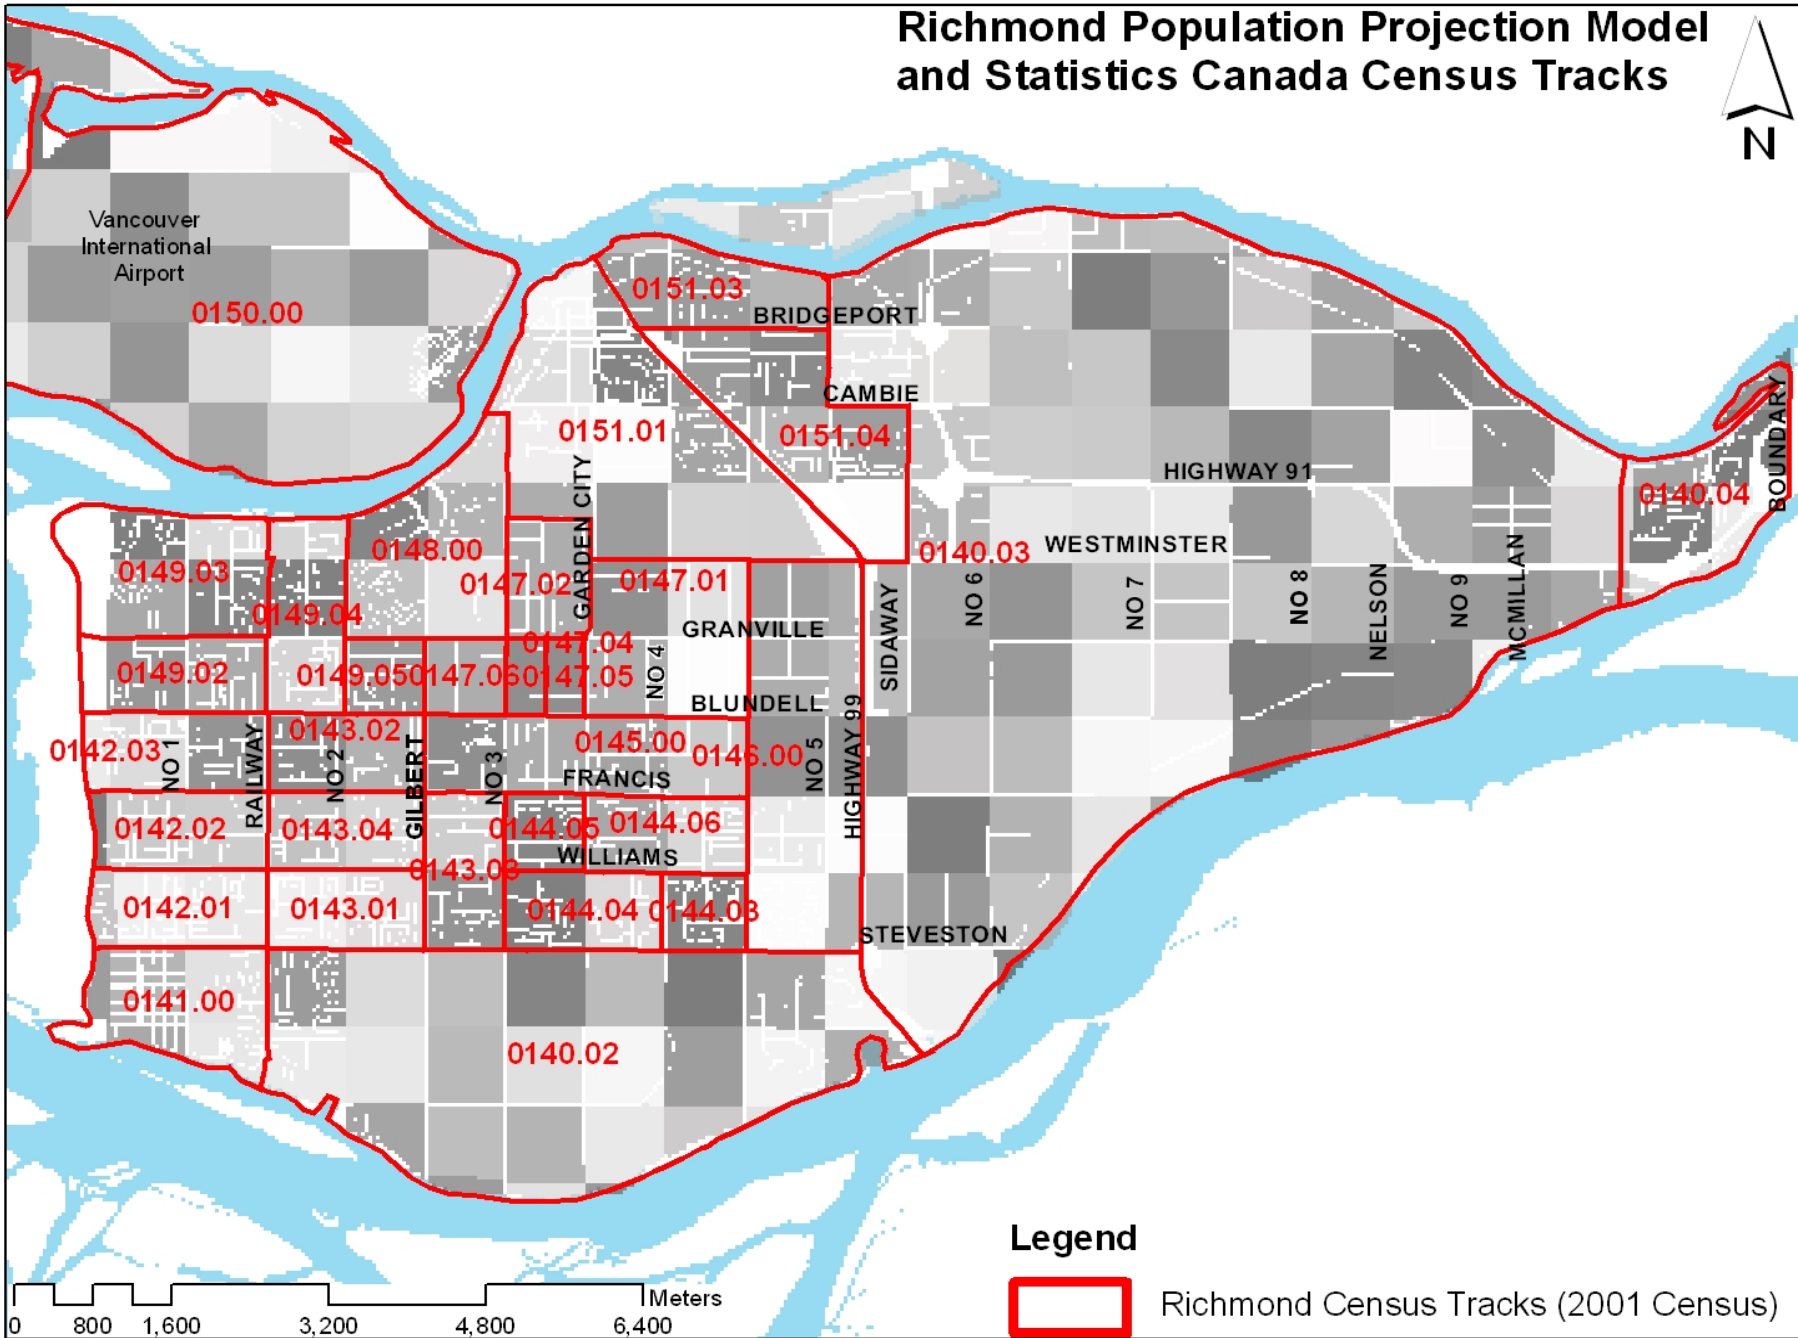 Richmond Population Projection Model
and Statistics Canada Census Tracks
N
Vancouver
International
Airport
0150.00
0151.03
BRIDGEPORT
CAMBIE
0151.01
0151.04
HIGHWAY 91
BOUNDARY
0140.04
GARDEN CITY
0148.00
0140.03
WESTMINSTER
0149.03
0147.02
0147.01
0149.04
SIDAWAY
NO 6
NO 7
NO 8
NELSON
NO 9
MCMILLAN
GRANVILLE
0147.04
0149.02
0149.05
0147.06
0147.05
NO 4
BLUNDELL
0143.02
0142.03
0145.00
0146.00
NO 1
RAILWAY
NO 2
GILBERT
NO 3
FRANCIS
NO 5
HIGHWAY 99
0142.02
0143.04
0144.05
0144.06
WILLIAMS
0143.03
0142.01
0143.01
0144.04
0144.03
STEVESTON
0141.00
0140.02
Legend
Richmond Census Tracks (2001 Census)
Meters
0 800 1,600 3,200 4,800 6,400